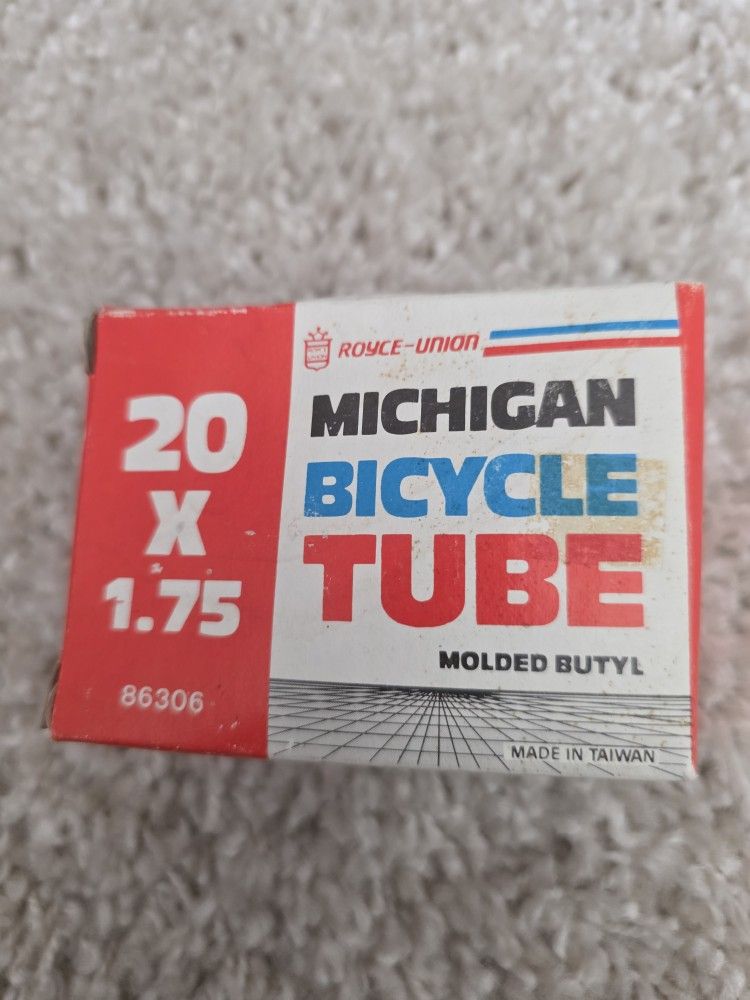 20
X
1.75
86306
ROYCE-UNION
MICHIGAN
BICYCLE
TUBE
MOLDED BUTYL
MADE IN TAIWAN